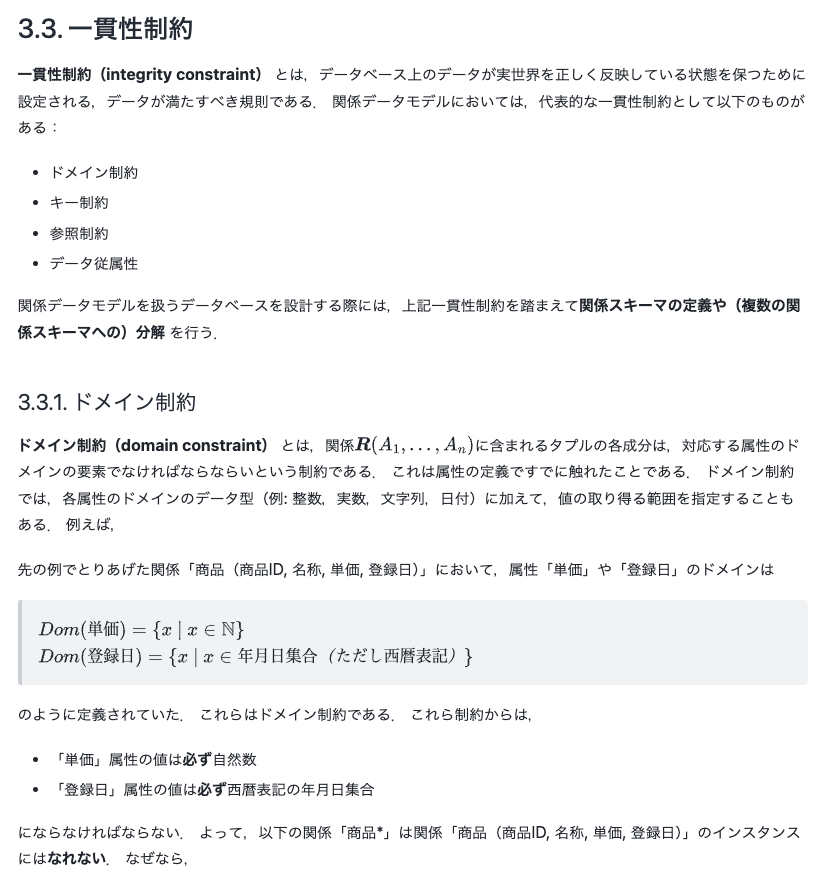 3.3. 一貫性制約
一貫性制約（integrity constraint） とは，データベース上のデータが実世界を正しく反映している状態を保つために
設定される，データが満たすべき規則である． 関係データモデルにおいては，代表的な一貫性制約として以下のものが
ある：
• ドメイン制約
• キー制約
• 参照制約
• データ従属性
関係データモデルを扱うデータベースを設計する際には，上記一貫性制約を踏まえて関係スキーマの定義や（複数の関
係スキーマへの）分解 を行う．
3.3.1. ドメイン制約
ドメイン制約（domain constraint） とは，関係R(A₁, . . . , Aₙ)に含まれるタプルの各成分は，対応する属性のド
メインの要素でなければならならいという制約である． これは属性の定義ですでに触れたことである． ドメイン制約
では，各属性のドメインのデータ型（例: 整数，実数，文字列，日付）に加えて，値の取り得る範囲を指定することも
ある． 例えば，
先の例でとりあげた関係「商品（商品ID, 名称, 単価, 登録日）」において，属性「単価」や「登録日」のドメインは
Dom(単価) = {x | x ∈ ℕ}
Dom(登録日) = {x | x ∈ 年月日集合（ただし西暦表記）}
のように定義されていた． これらはドメイン制約である． これら制約からは，
• 「単価」属性の値は必ず自然数
• 「登録日」属性の値は必ず西暦表記の年月日集合
にならなければならない． よって，以下の関係「商品*」は関係「商品（商品ID, 名称, 単価, 登録日）」のインスタンス
にはなれない． なぜなら，